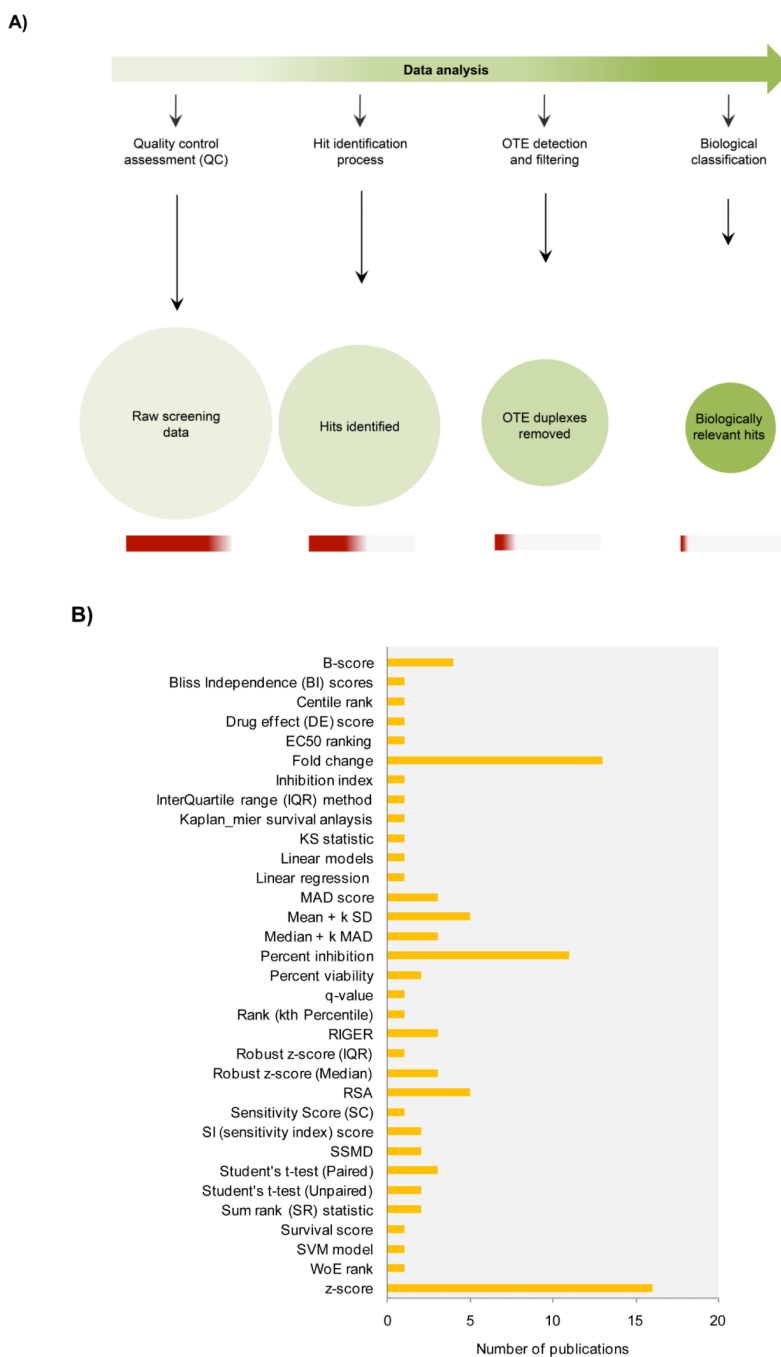 A)
Data analysis
Quality control
assessment (QC)
Hit identification
process
OTE detection
and filtering
Biological
classification
Raw screening
data
Hits identified
OTE duplexes
removed
Biologically
relevant hits
B)
B-score
Bliss Independence (BI) scores
Centile rank
Drug effect (DE) score
EC50 ranking
Fold change
Inhibition index
InterQuartile range (IQR) method
Kaplan_mier survival anlaysis
KS statistic
Linear models
Linear regression
MAD score
Mean + k SD
Median + k MAD
Percent inhibition
Percent viability
q-value
Rank (kth Percentile)
RIGER
Robust z-score (IQR)
Robust z-score (Median)
RSA
Sensitivity Score (SC)
SI (sensitivity index) score
SSMD
Student's t-test (Paired)
Student's t-test (Unpaired)
Sum rank (SR) statistic
Survival score
SVM model
WoE rank
z-score
0 5 10 15 20
Number of publications